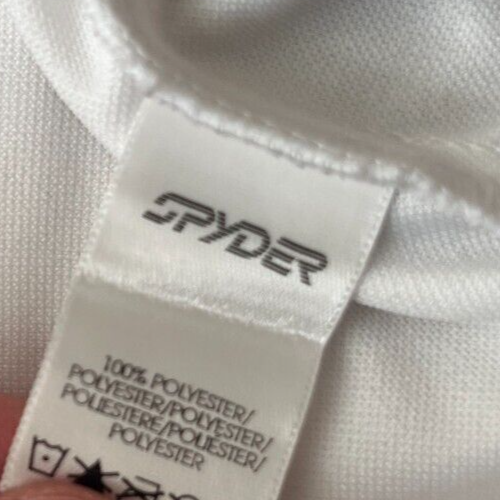 SPYDER
100% POLYESTER/
POLYESTER/POLYESTER/
POLIESTERE/POLIÉSTER/
POLYESTER